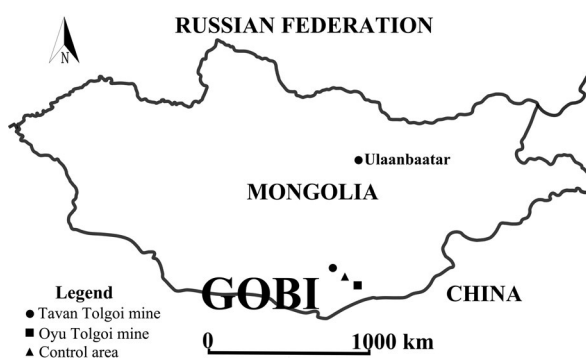 RUSSIAN FEDERATION
N
Ulaanbaatar
MONGOLIA
GOBI
CHINA
Legend
Tavan Tolgoi mine
Oyu Tolgoi mine
Control area
0 1000 km